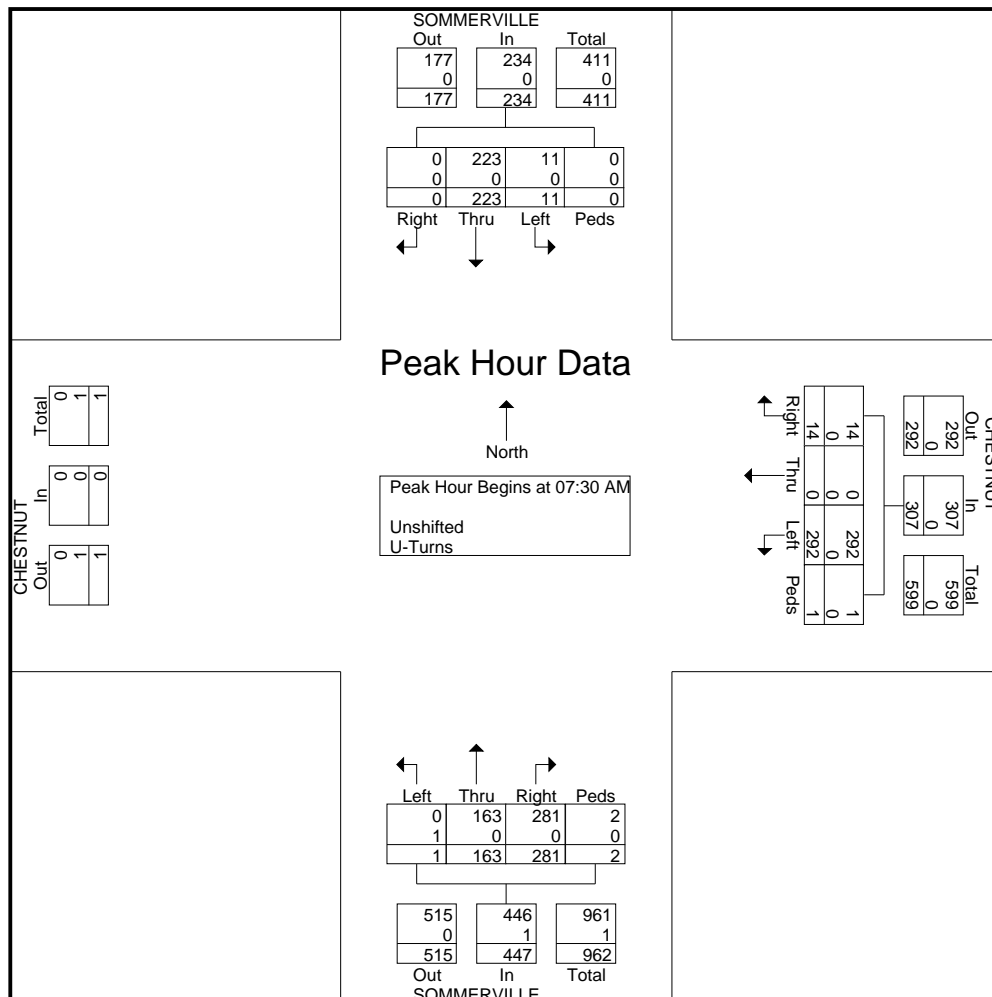 SOMMERVILLE
Out In Total
177 234 411
0 0 0
177 234 411
0 223 11 0
0 0 0 0
0 223 11 0
Right Thru Left Peds
Peak Hour Data
North
Peak Hour Begins at 07:30 AM
Unshifted
U-Turns
CHESTNUT
Out In Total
0 0 0
1 0 1
1 0 1
CHESTNUT
Out In Total
292 307 599
0 0 0
292 307 599
14 0 292 1
0 0 0 0
14 0 292 1
Right Thru Left Peds
Left Thru Right Peds
0 163 281 2
1 0 0 0
1 163 281 2
515 446 961
0 1 1
515 447 962
Out In Total
SOMMERVILLE